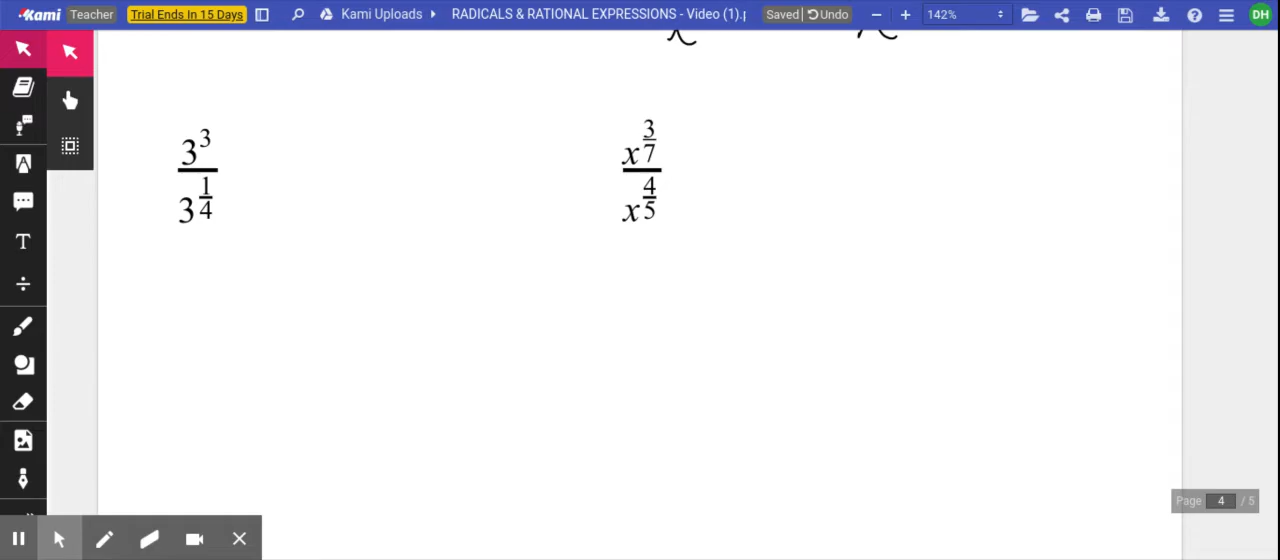 Kami Teacher Trial Ends In 15 Days Kami Uploads RADICALS & RATIONAL EXPRESSIONS - Video (1).p Saved Undo 142% DH
3^3 / 3^(1/4)
x^(3/7) / x^(4/5)
Page 4 / 5